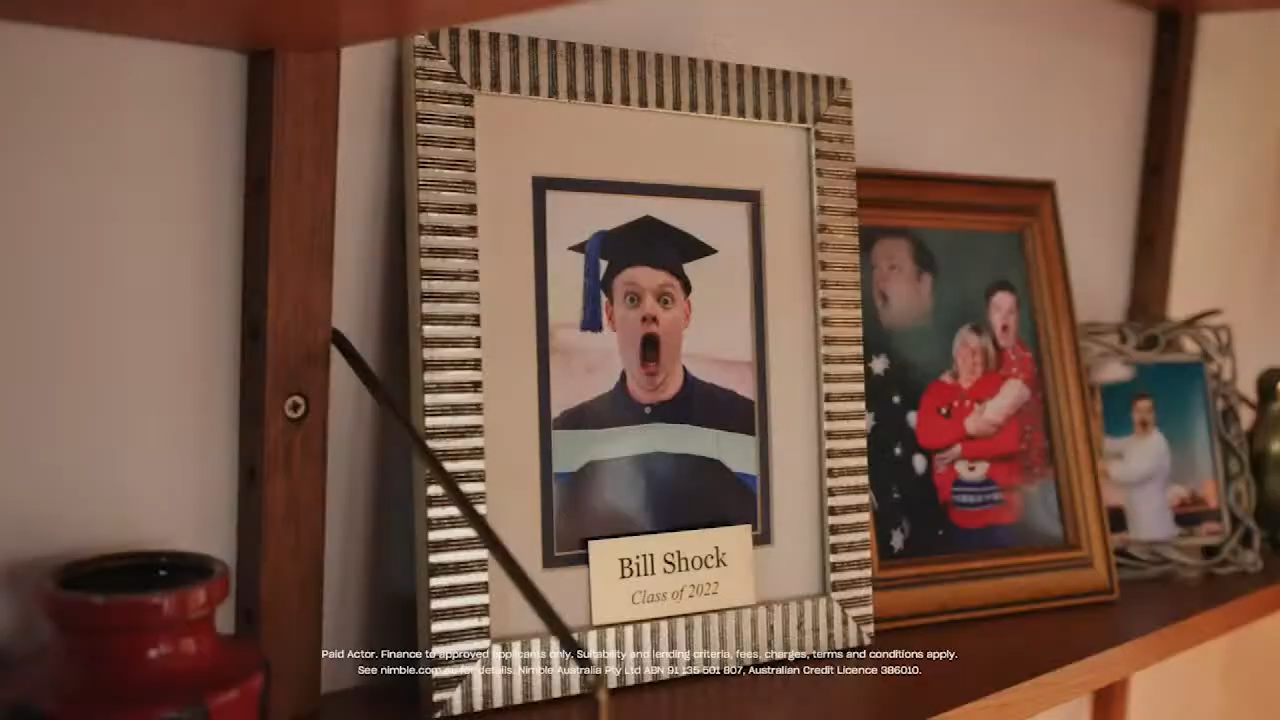 Bill Shock
Class of 2022
Paid Actor. Finance to approved applicants only. Suitability and lending criteria, fees, charges, terms and conditions apply.
See nimble.com.au for details. Nimble Australia Pty Ltd ABN 91 135 501 807, Australian Credit Licence 386010.